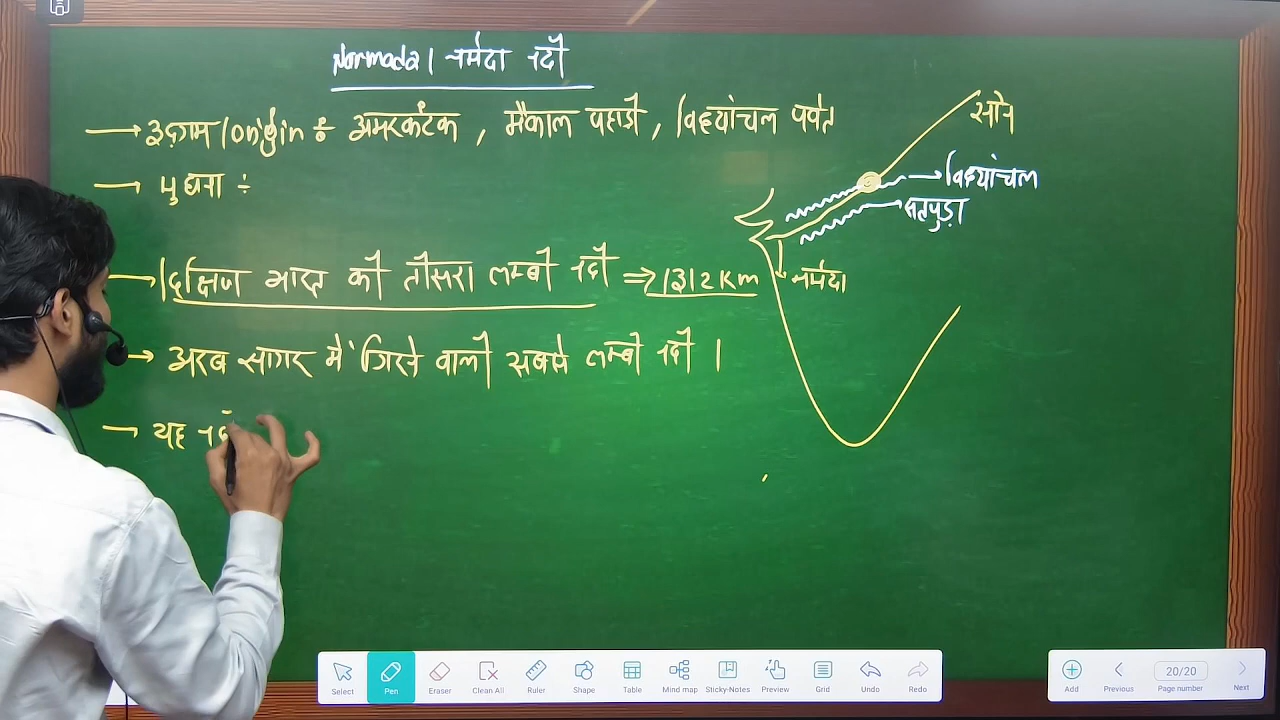 Normada / नर्मदा नदी
→ उद्गम / origin ÷ अमरकंटक , मैकाल पहाड़ी , विंध्यांचल पर्वत
→ मुहाना ÷
→ दक्षिण भारत की तीसरी लम्बी नदी ⇒ 1312 Km
→ अरब सागर में गिरने वाली सबसे लम्बी नदी ।
→ यह
सोन
→ विंध्यांचल
→ सतपुड़ा
नर्मदा
Select Pen Eraser Clean All Ruler Shape Table Mind map Sticky-Notes Preview Grid Undo Redo
Add Previous 20/20 Page number Next